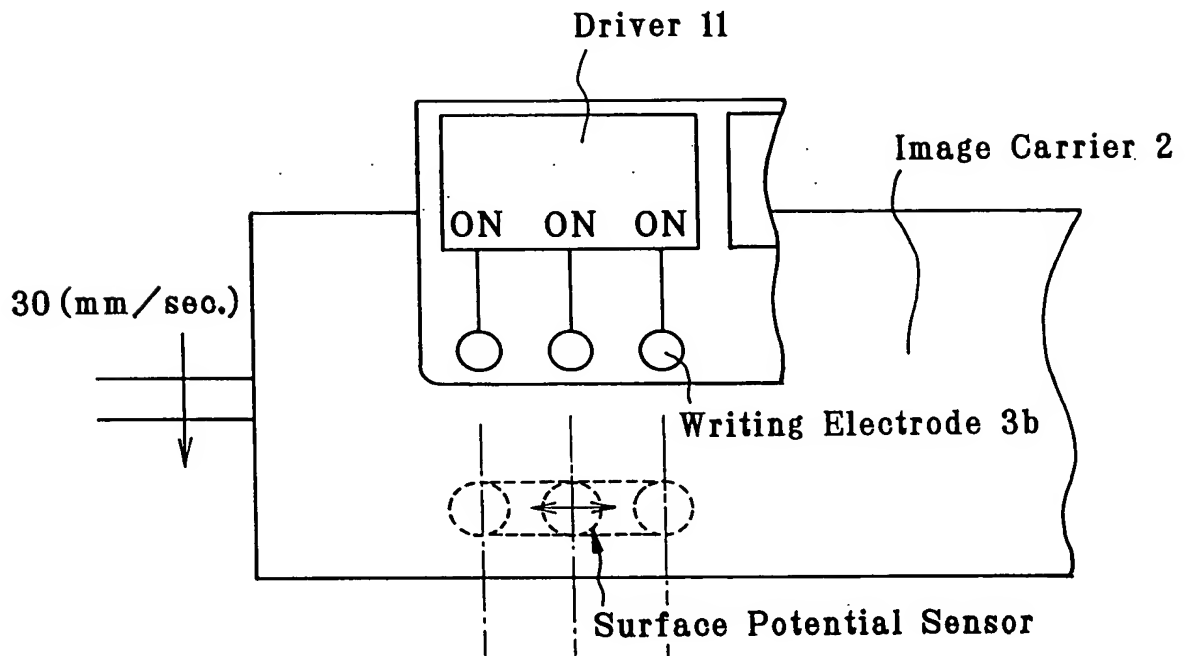 Driver 11
Image Carrier 2
ON ON ON
30 (mm/sec.)
Writing Electrode 3b
Surface Potential Sensor